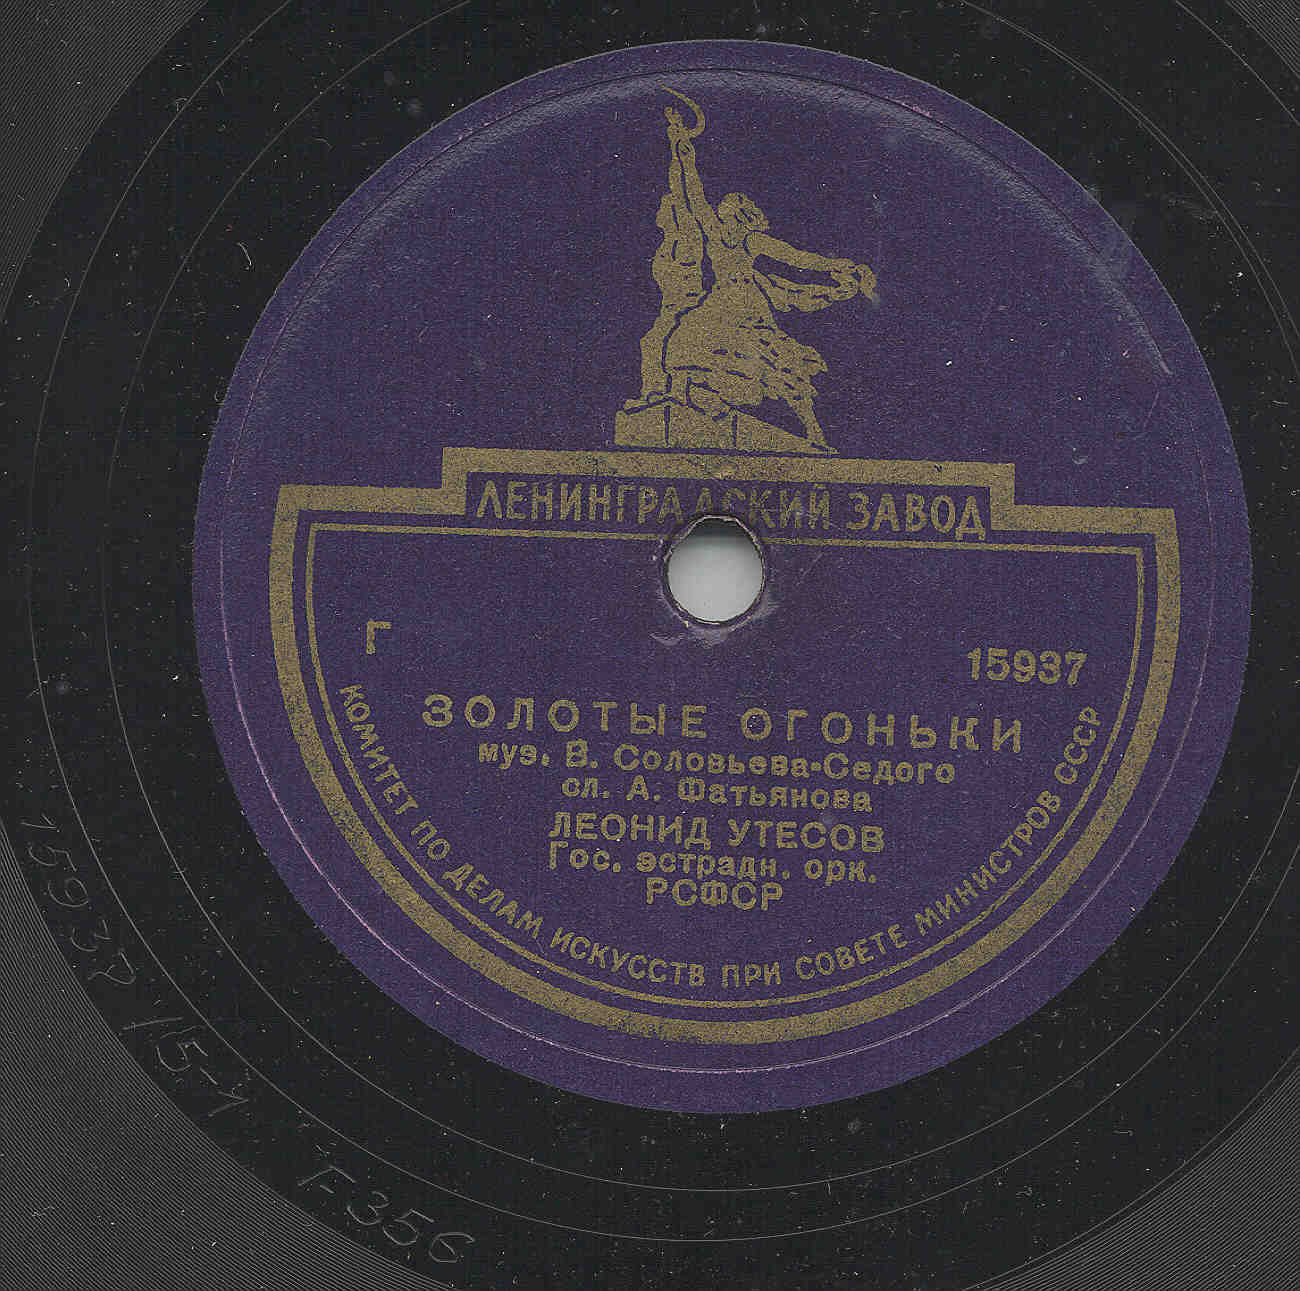 ЛЕНИНГРАДСКИЙ ЗАВОД
Г
15937
ЗОЛОТЫЕ ОГОНЬКИ
муз. В. Соловьева-Седого
сл. А. Фатьянова
ЛЕОНИД УТЕСОВ
Гос. эстрадн. орк.
РСФСР
КОМИТЕТ ПО ДЕЛАМ ИСКУССТВ ПРИ СОВЕТЕ МИНИСТРОВ СССР
15937 /5-1 T-356